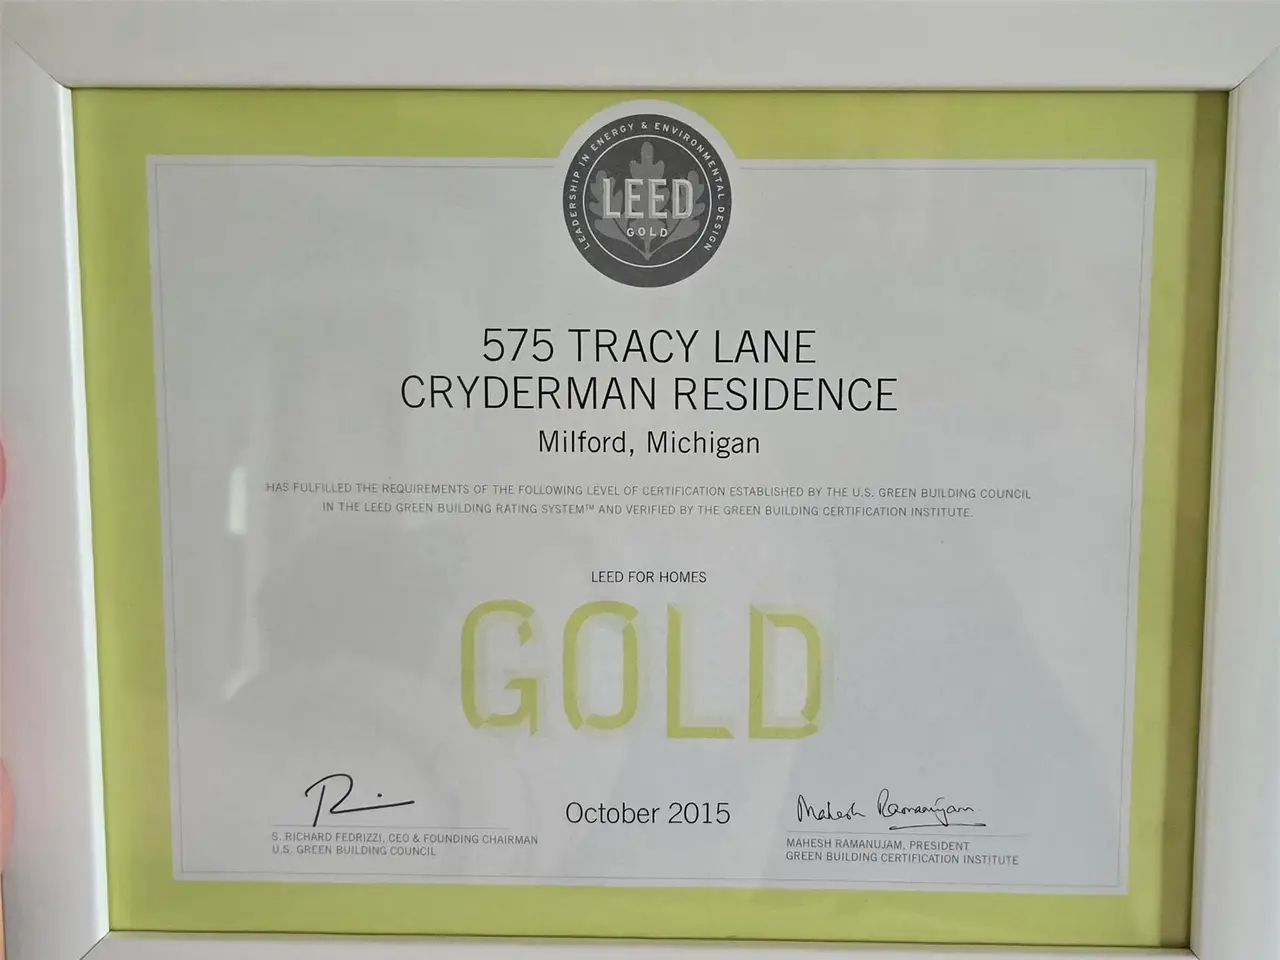 LEADERSHIP IN ENERGY & ENVIRONMENTAL DESIGN
LEED
GOLD
575 TRACY LANE
CRYDERMAN RESIDENCE
Milford, Michigan
HAS FULFILLED THE REQUIREMENTS OF THE FOLLOWING LEVEL OF CERTIFICATION ESTABLISHED BY THE U.S. GREEN BUILDING COUNCIL
IN THE LEED GREEN BUILDING RATING SYSTEM™ AND VERIFIED BY THE GREEN BUILDING CERTIFICATION INSTITUTE.
LEED FOR HOMES
GOLD
S. RICHARD FEDRIZZI, CEO & FOUNDING CHAIRMAN
U.S. GREEN BUILDING COUNCIL
October 2015
Mahesh Ramanujam
MAHESH RAMANUJAM, PRESIDENT
GREEN BUILDING CERTIFICATION INSTITUTE